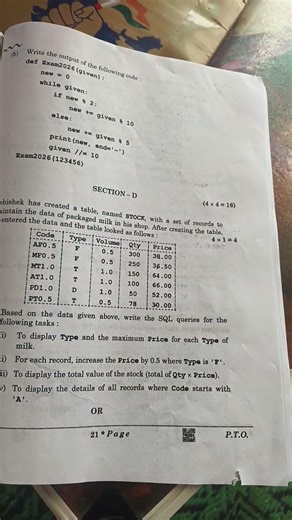 (b) Write the output of the following code :
def Exam2026(given):
new = 0
while given:
if new % 2:
new += given % 10
else:
new += given % 5
print(new, end='-')
given //= 10
Exam2026(123456)
SECTION – D
(4 × 4 = 16)
bhishek has created a table, named STOCK, with a set of records to
aintain the data of packaged milk in his shop. After creating the table,
entered the data and the table looked as follows :
4 × 1 = 4
Code Type Volume Qty Price
AF0.5 F 0.5 300 38.00
MF0.5 F 0.5 250 36.50
MT1.0 T 1.0 150 64.00
AT1.0 T 1.0 100 66.00
FD1.0 D 1.0 50 52.00
PT0.5 T 0.5 78 30.00
Based on the data given above, write the SQL queries for the
following tasks :
i) To display Type and the maximum Price for each Type of
milk.
i) For each record, increase the Price by 0.5 where Type is 'F'.
ii) To display the total value of the stock (total of Qty × Price).
v) To display the details of all records where Code starts with
'A'.
OR
21 * Page
P.T.O.